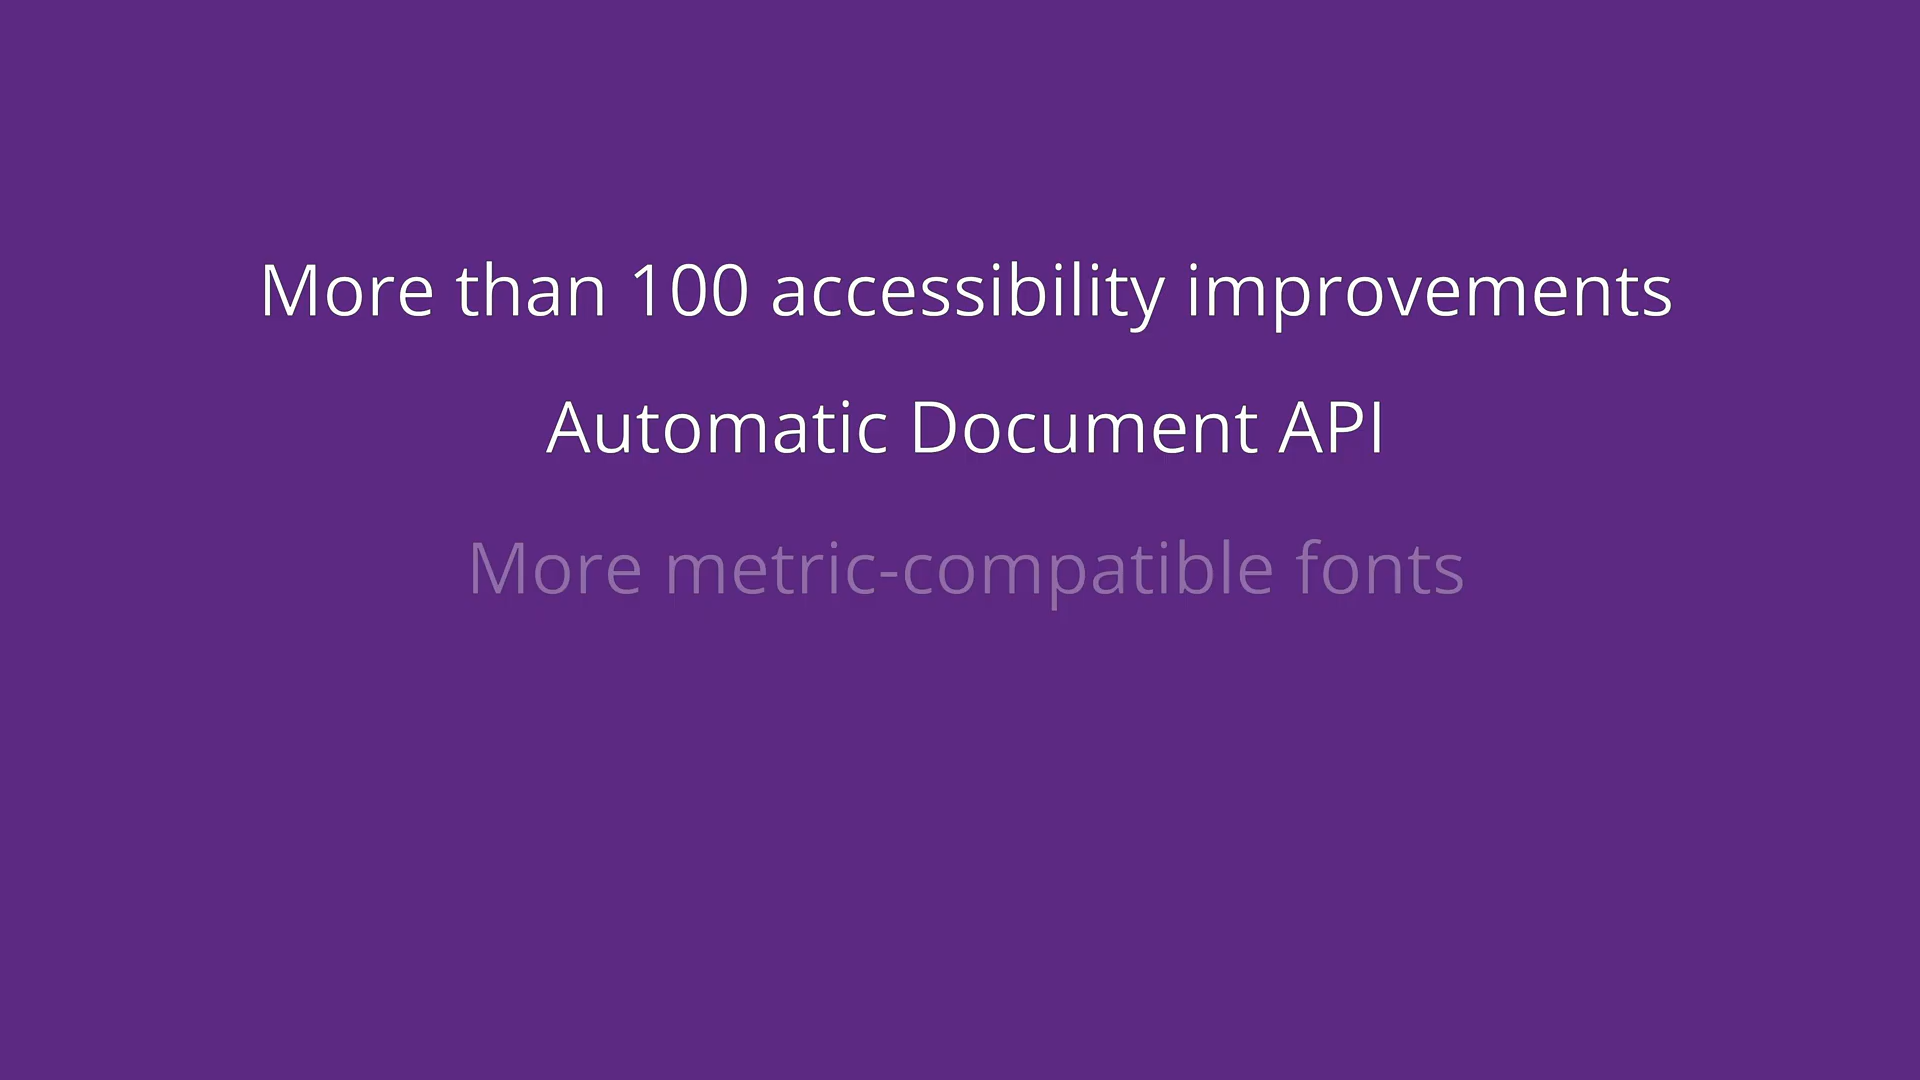 More than 100 accessibility improvements
Automatic Document API
More metric-compatible fonts